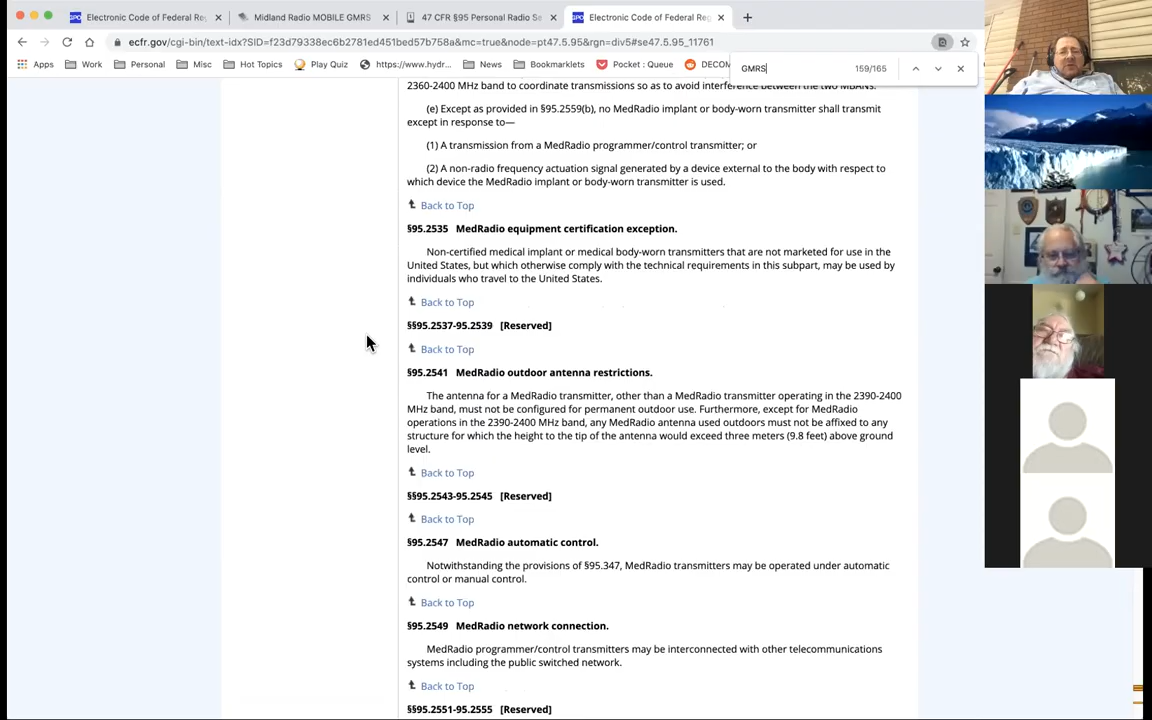 Electronic Code of Federal Reg
Midland Radio MOBILE GMRS
47 CFR §95 Personal Radio Se
Electronic Code of Federal Reg
ecfr.gov/cgi-bin/text-idx?SID=f23d79338ec6b2781ed451bed57b758a&mc=true&node=pt47.5.95&rgn=div5#se47.5.95_11761
Apps Work Personal Misc Hot Topics Play Quiz https://www.hydr... News Bookmarklets Pocket : Queue DECOM
GMRS 159/165
2360-2400 MHz band to coordinate transmissions so as to avoid interference between the two MBANs.
(e) Except as provided in §95.2559(b), no MedRadio implant or body-worn transmitter shall transmit
except in response to—
(1) A transmission from a MedRadio programmer/control transmitter; or
(2) A non-radio frequency actuation signal generated by a device external to the body with respect to
which device the MedRadio implant or body-worn transmitter is used.
Back to Top
§95.2535 MedRadio equipment certification exception.
Non-certified medical implant or medical body-worn transmitters that are not marketed for use in the
United States, but which otherwise comply with the technical requirements in this subpart, may be used by
individuals who travel to the United States.
Back to Top
§§95.2537-95.2539 [Reserved]
Back to Top
§95.2541 MedRadio outdoor antenna restrictions.
The antenna for a MedRadio transmitter, other than a MedRadio transmitter operating in the 2390-2400
MHz band, must not be configured for permanent outdoor use. Furthermore, except for MedRadio
operations in the 2390-2400 MHz band, any MedRadio antenna used outdoors must not be affixed to any
structure for which the height to the tip of the antenna would exceed three meters (9.8 feet) above ground
level.
Back to Top
§§95.2543-95.2545 [Reserved]
Back to Top
§95.2547 MedRadio automatic control.
Notwithstanding the provisions of §95.347, MedRadio transmitters may be operated under automatic
control or manual control.
Back to Top
§95.2549 MedRadio network connection.
MedRadio programmer/control transmitters may be interconnected with other telecommunications
systems including the public switched network.
Back to Top
§§95.2551-95.2555 [Reserved]